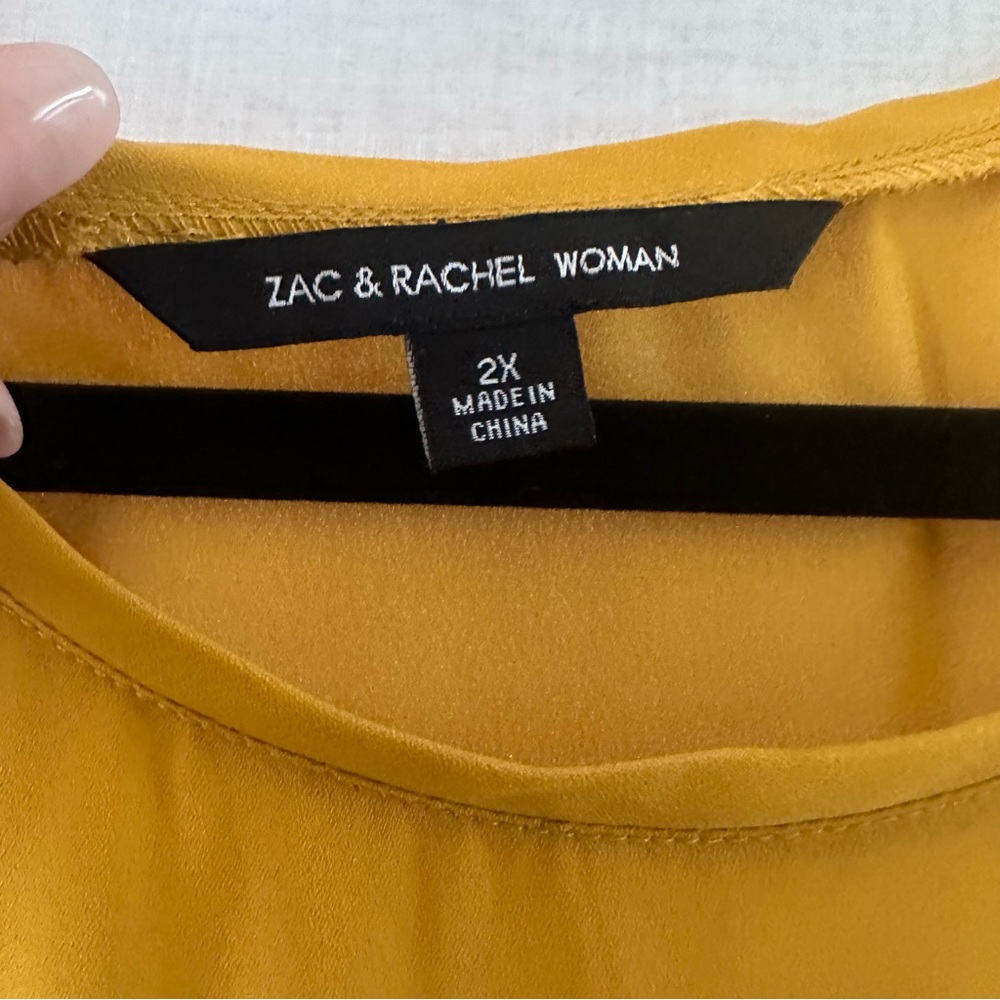 ZAC & RACHEL WOMAN
2X
MADE IN
CHINA